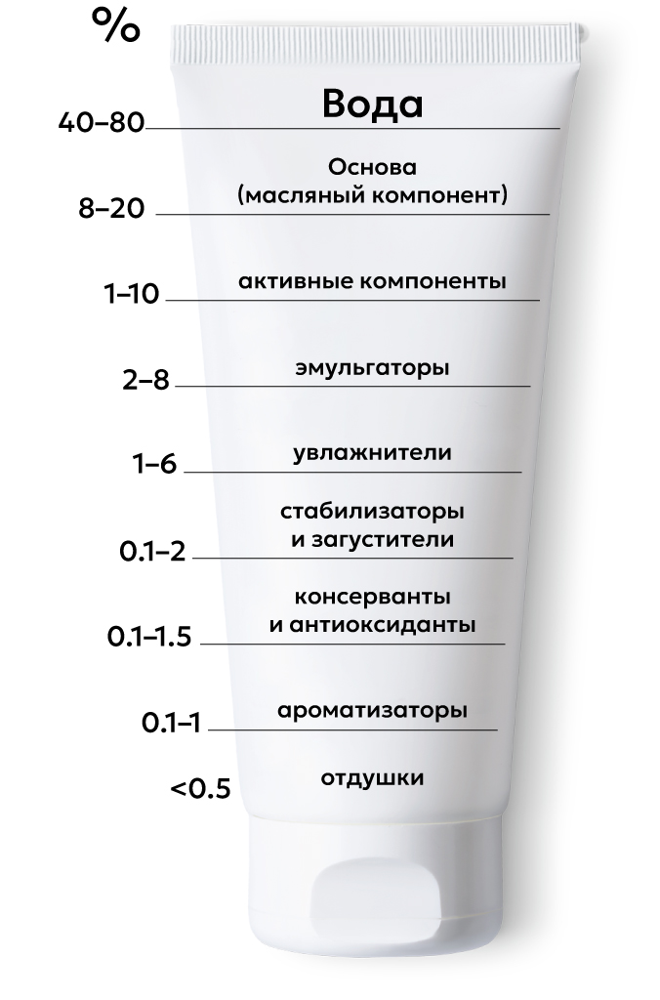 %
Вода
40–80
Основа
(масляный компонент)
8–20
активные компоненты
1–10
эмульгаторы
2–8
увлажнители
1–6
стабилизаторы
и загустители
0.1–2
консерванты
и антиоксиданты
0.1–1.5
ароматизаторы
0.1–1
отдушки
<0.5